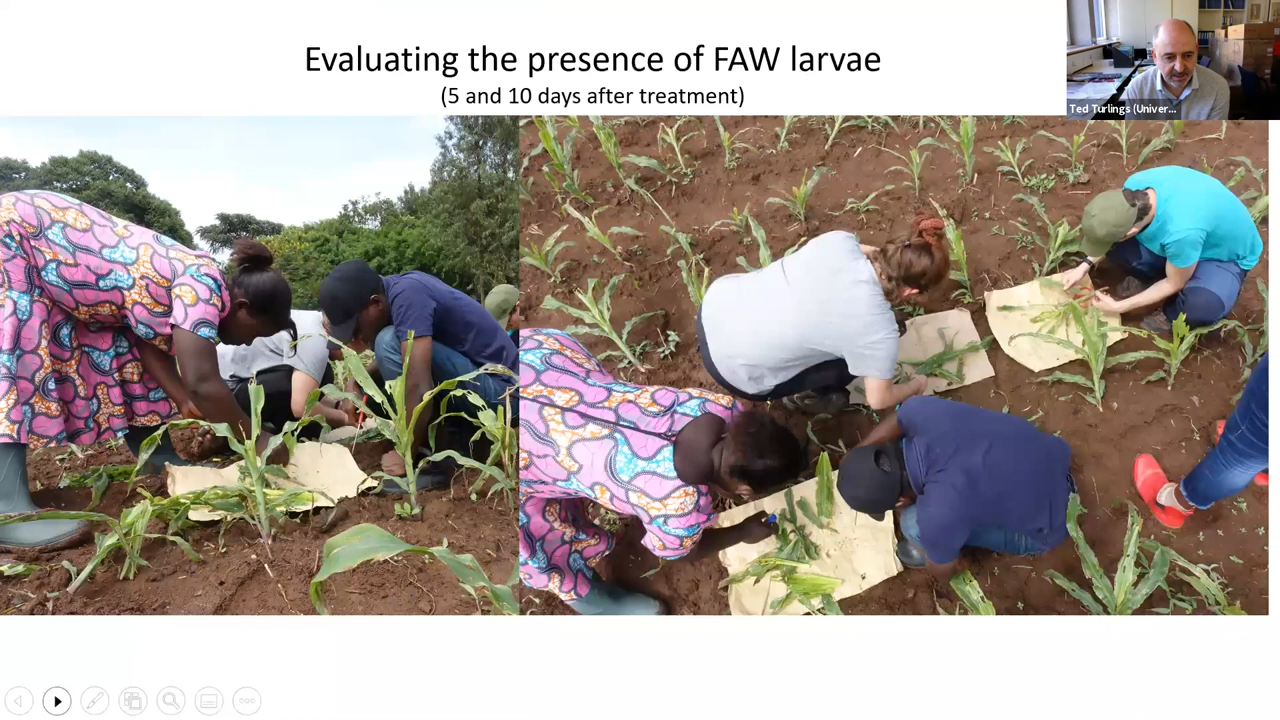 Evaluating the presence of FAW larvae
(5 and 10 days after treatment)
Ted Turlings (Univer...